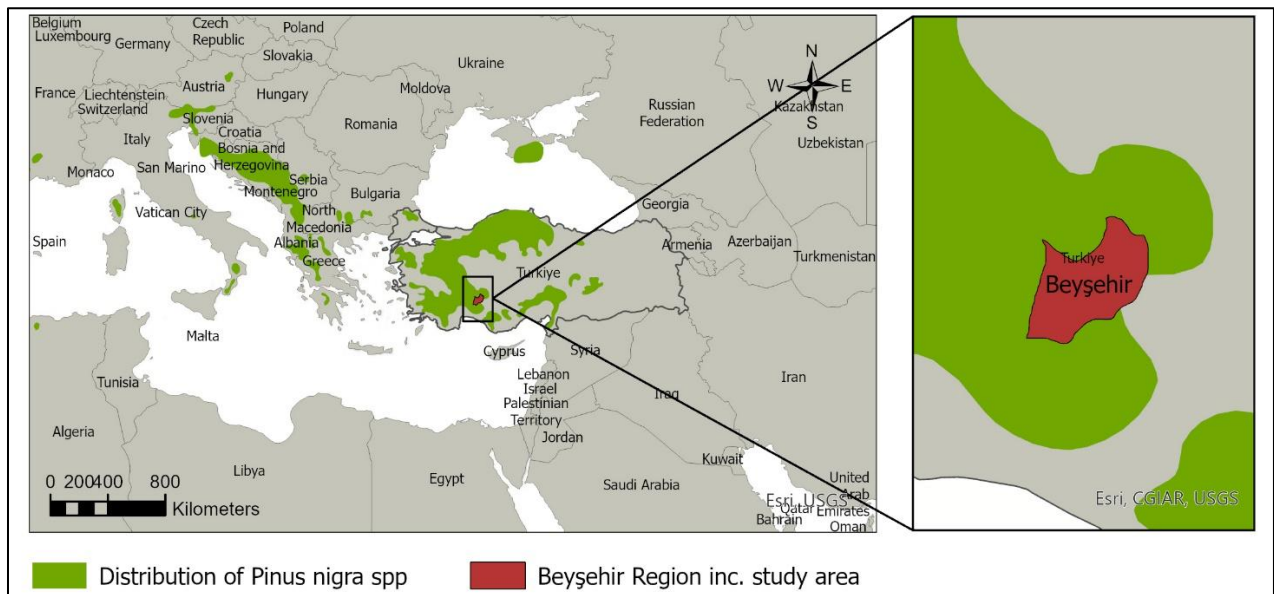 Belgium
Luxembourg
Germany
Czech
Republic
Poland
Slovakia
Ukraine
France
Liechtenstein
Switzerland
Austria
Hungary
Moldova
Slovenia
Croatia
Romania
Italy
Bosnia and
Herzegovina
Monaco
San Marino
Serbia
Montenegro
Bulgaria
Vatican City
North
Macedonia
Albania
Greece
Spain
Russian
Federation
Kazakhstan
Uzbekistan
Georgia
Armenia
Azerbaijan
Turkmenistan
Türkiye
Malta
Cyprus
Syria
Lebanon
Israel
Palestinian
Territory
Jordan
Iraq
Iran
Tunisia
Algeria
Libya
Egypt
Saudi Arabia
Kuwait
Bahrain
Qatar
United
Arab
Emirates
Oman
Esri, USGS
N
W
E
S
0 200400 800
Kilometers
Türkiye
Beyşehir
Esri, CGIAR, USGS
Distribution of Pinus nigra spp
Beyşehir Region inc. study area